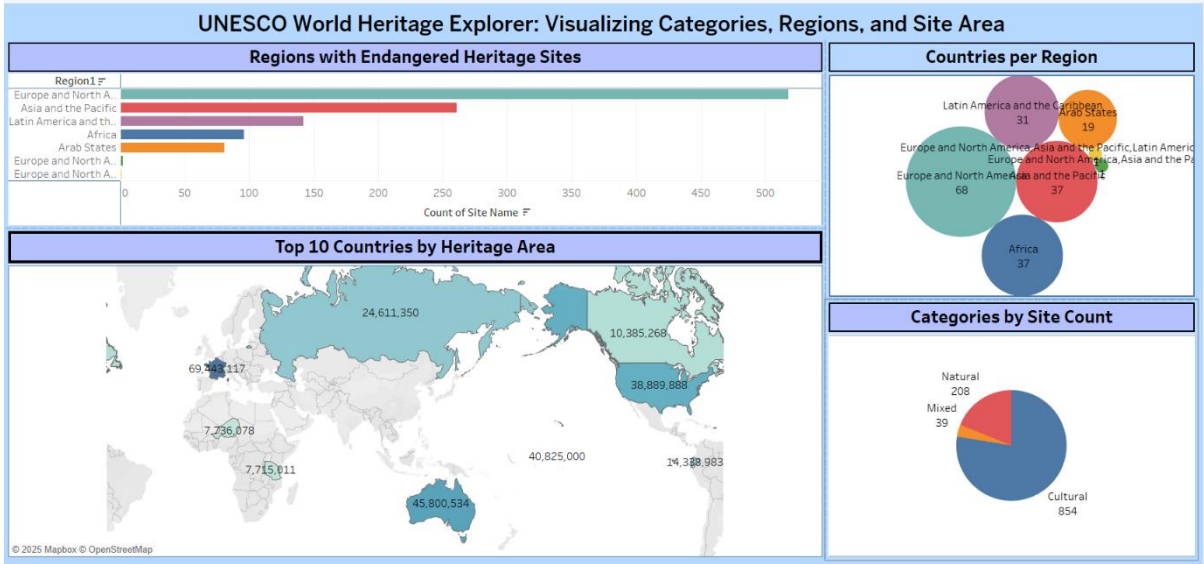 UNESCO World Heritage Explorer: Visualizing Categories, Regions, and Site Area
Regions with Endangered Heritage Sites
Region1
Europe and North A..
Asia and the Pacific
Latin America and th..
Africa
Arab States
Europe and North A..
Europe and North A..
0 50 100 150 200 250 300 350 400 450 500
Count of Site Name
Countries per Region
Latin America and the Caribbean
31
Arab States
19
Europe and North America,Asia and the Pacific,Latin Americ
1
Europe and North America,Asia and the Pa
1
Europe and North America
68
Asia and the Pacific
37
Africa
37
Top 10 Countries by Heritage Area
24,611,350
10,385,268
69,443,117
38,889,888
7,736,078
40,825,000
14,338,983
7,715,011
45,800,534
© 2025 Mapbox © OpenStreetMap
Categories by Site Count
Natural
208
Mixed
39
Cultural
854